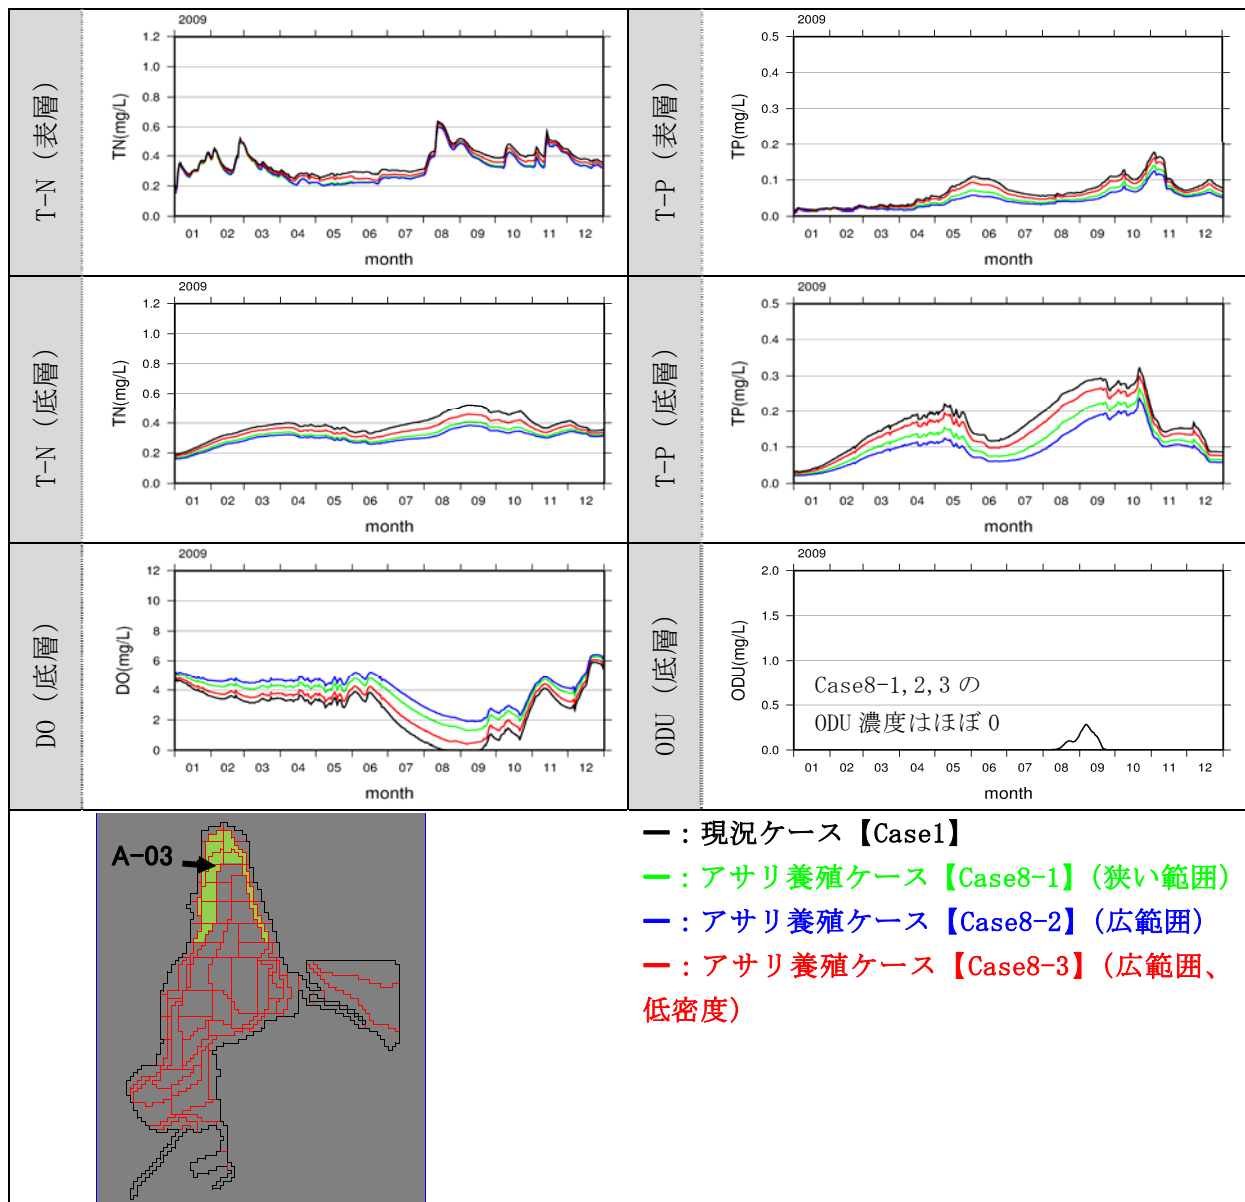 T-N (表層)
2009
1.2
1.0
0.8
0.6
0.4
0.2
0.0
TN(mg/L)
01 02 03 04 05 06 07 08 09 10 11 12
month
T-P (表層)
2009
0.5
0.4
0.3
0.2
0.1
0.0
TP(mg/L)
01 02 03 04 05 06 07 08 09 10 11 12
month
T-N (底層)
2009
1.2
1.0
0.8
0.6
0.4
0.2
0.0
TN(mg/L)
01 02 03 04 05 06 07 08 09 10 11 12
month
T-P (底層)
2009
0.5
0.4
0.3
0.2
0.1
0.0
TP(mg/L)
01 02 03 04 05 06 07 08 09 10 11 12
month
DO (底層)
2009
12
10
8
6
4
2
0
DO(mg/L)
01 02 03 04 05 06 07 08 09 10 11 12
month
ODU (底層)
2009
2.0
1.5
1.0
0.5
0.0
ODU(mg/L)
Case8-1,2,3 の
ODU 濃度はほぼ 0
01 02 03 04 05 06 07 08 09 10 11 12
month
A-03
ー：現況ケース【Case1】
ー：アサリ養殖ケース【Case8-1】(狭い範囲)
ー：アサリ養殖ケース【Case8-2】(広範囲)
ー：アサリ養殖ケース【Case8-3】(広範囲、
低密度)